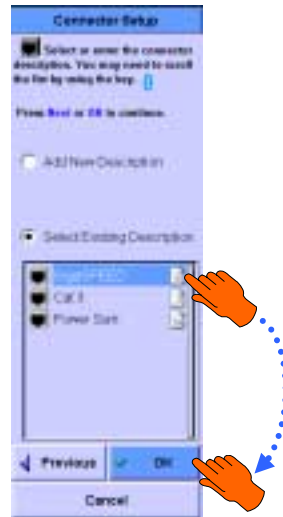 Connector Setup
Select or enter the connector
description. You may need to scroll
the list by using the key.
Press Next or OK to continue.
Add New Description
Select Existing Description
Cat 5
Power Sum
Previous
OK
Cancel